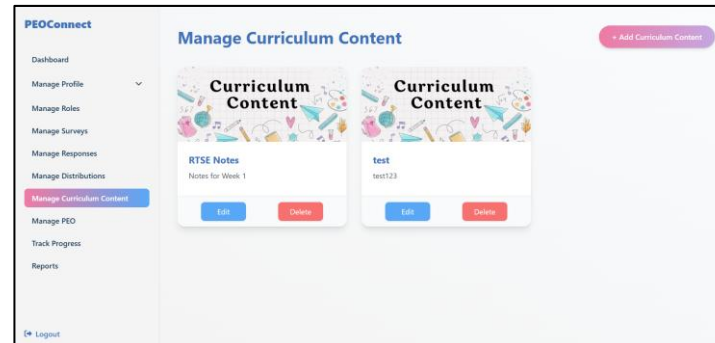 PEOConnect
Dashboard
Manage Profile
Manage Roles
Manage Surveys
Manage Responses
Manage Distributions
Manage Curriculum Content
Manage PEO
Track Progress
Reports
Logout
Manage Curriculum Content
+ Add Curriculum Content
Curriculum
Content
RTSE Notes
Notes for Week 1
Edit Delete
Curriculum
Content
test
test123
Edit Delete